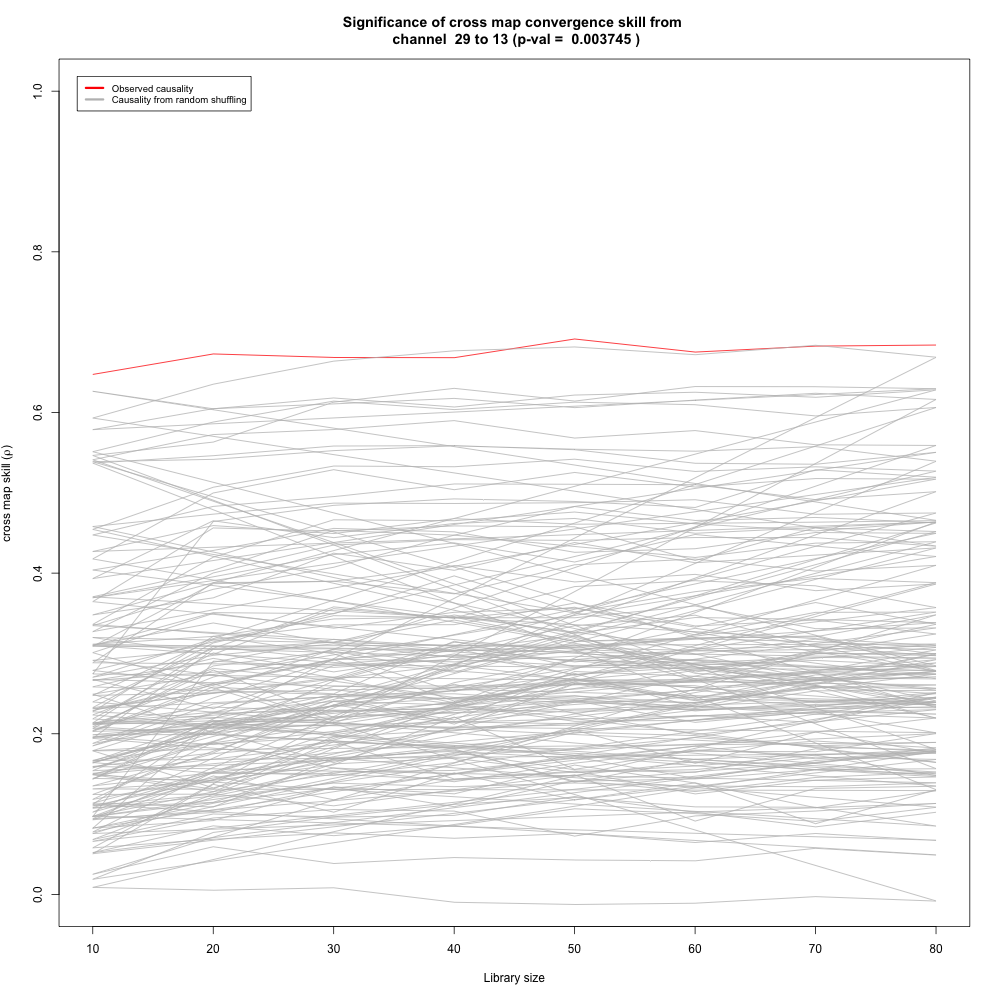 Significance of cross map convergence skill from
channel  29 to 13 (p-val =  0.003745 )
Observed causality
Causality from random shuffling
cross map skill (ρ)
1.0
0.8
0.6
0.4
0.2
0.0
10 20 30 40 50 60 70 80
Library size